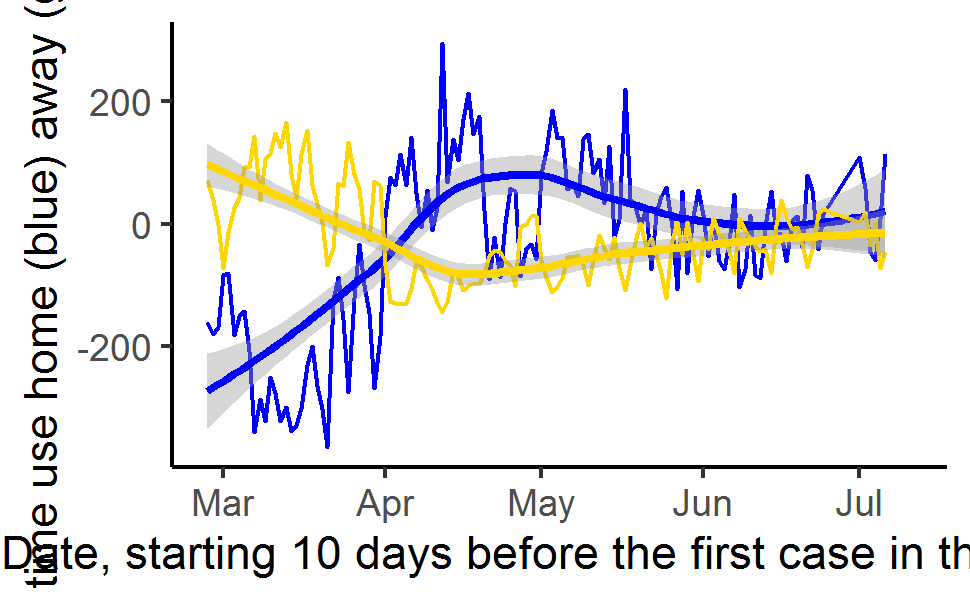 time use home (blue) away (
200
0
-200
Mar Apr May Jun Jul
Date, starting 10 days before the first case in th